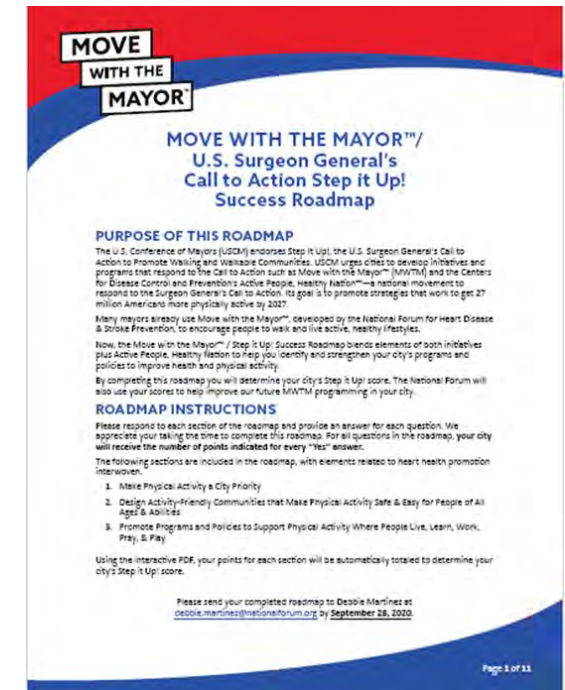 MOVE
WITH THE
MAYOR™
MOVE WITH THE MAYOR™/
U.S. Surgeon General's
Call to Action Step it Up!
Success Roadmap
PURPOSE OF THIS ROADMAP
The U.S. Conference of Mayors (USCM) endorses Step It Up!, the U.S. Surgeon General's Call to
Action to Promote Walking and Walkable Communities. USCM urges cities to develop initiatives and
programs that respond to the Call to Action such as Move with the Mayor™ (MWTM) and the Centers
for Disease Control and Prevention's Active People, Healthy Nation℠—a national movement to
respond to the Surgeon General's Call to Action. Its goal is to promote strategies that work to get 27
million Americans more physically active by 2027.
Many mayors already use Move with the Mayor™, developed by the National Forum for Heart Disease
& Stroke Prevention, to encourage people to walk and live active, healthy lifestyles.
Now, the Move with the Mayor™ / Step it Up! Success Roadmap blends elements of both initiatives
plus Active People, Healthy Nation to help you identify and strengthen your city's programs and
policies to improve health and physical activity.
By completing this roadmap you will determine your city's Step it Up! score. The National Forum will
also use your scores to help improve our future MWTM programming in your city.
ROADMAP INSTRUCTIONS
Please respond to each section of the roadmap and provide an answer for each question. We
appreciate your taking the time to complete this roadmap. For all questions in the roadmap, your city
will receive the number of points indicated for every "Yes" answer.
The following sections are included in the roadmap, with elements related to heart health promotion
interwoven.
1. Make Physical Activity a City Priority
2. Design Activity-Friendly Communities that Make Physical Activity Safe & Easy for People of All
Ages & Abilities
3. Promote Programs and Policies to Support Physical Activity Where People Live, Learn, Work,
Pray, & Play
Using the interactive PDF, your points for each section will be automatically totaled to determine your
city's Step it Up! score.
Please send your completed roadmap to Debbie Martinez at
debbie.martinez@nationalforum.org by September 28, 2020.
Page 1 of 11